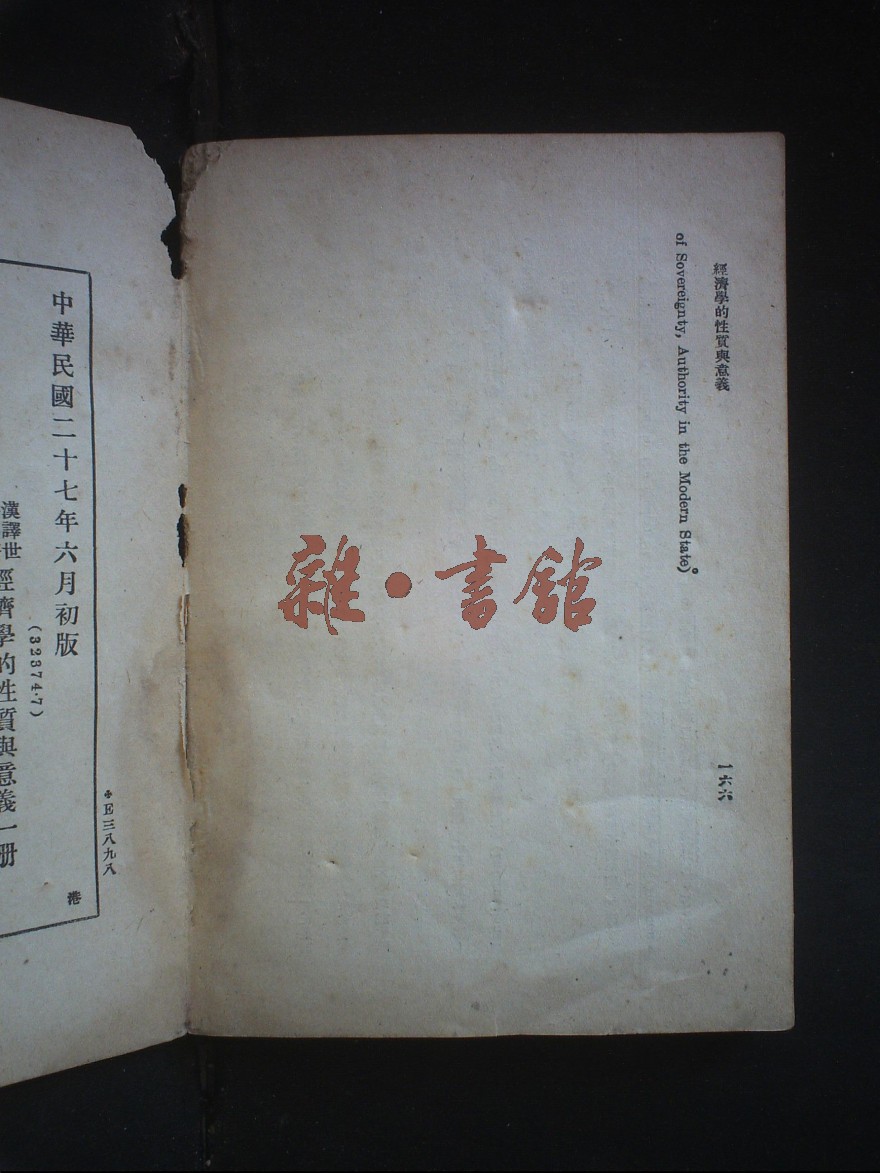 經濟學的性質與意義
一六六
of Sovereignty, Authority in the Modern State)。
雜·書館
✤E三八九八
港
中華民國二十七年六月初版
(32374·7)
漢譯世
經濟學的性質與意義一册